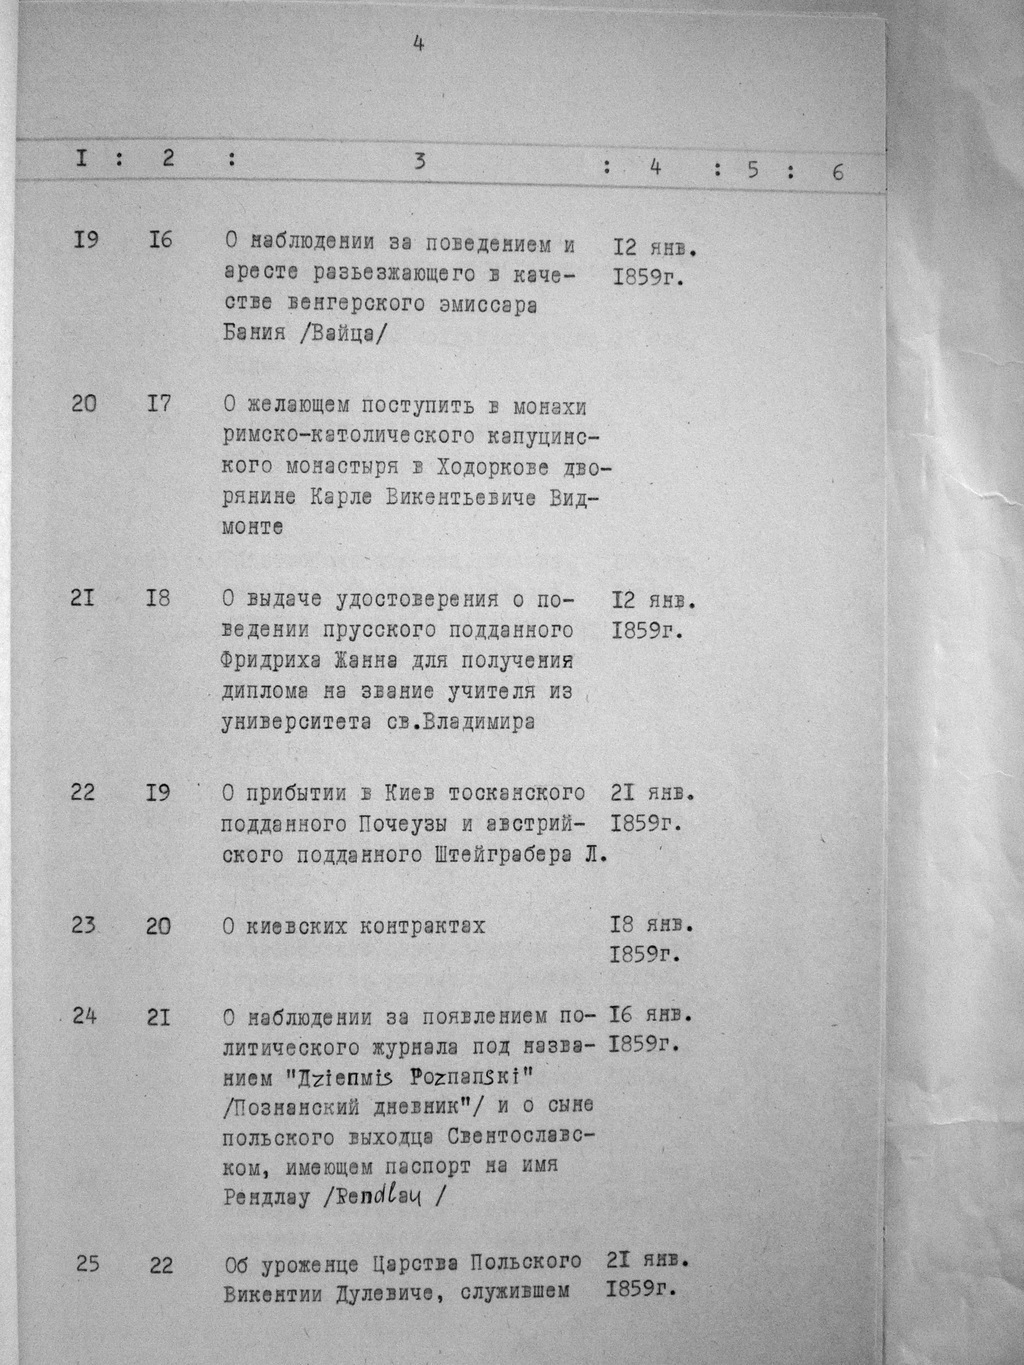 4
I : 2 : 3 : 4 : 5 : 6
I9 I6 О наблюдении за поведением и I2 янв.
аресте разьезжающего в каче- I859г.
стве венгерского эмиссара
Бания /Вайца/
20 I7 О желающем поступить в монахи
римско-католического капуцинс-
кого монастыря в Ходоркове дво-
рянине Карле Викентьевиче Вид-
монте
2I I8 О выдаче удостоверения о по- I2 янв.
ведении прусского подданного I859г.
Фридриха Жанна для получения
диплома на звание учителя из
университета св.Владимира
22 I9 О прибытии в Киев тосканского 2I янв.
подданного Почеузы и австрий- I859г.
ского подданного Штейграбера Л.
23 20 О киевских контрактах I8 янв.
I859г.
24 2I О наблюдении за появлением по- I6 янв.
литического журнала под назва- I859г.
нием "Дziепмis Роzпапsкi"
/Познанский дневник"/ и о сыне
польского выходца Свентославс-
ком, имеющем паспорт на имя
Рендлау /Rendlau /
25 22 Об уроженце Царства Польского 2I янв.
Викентии Дулевиче, служившем I859г.